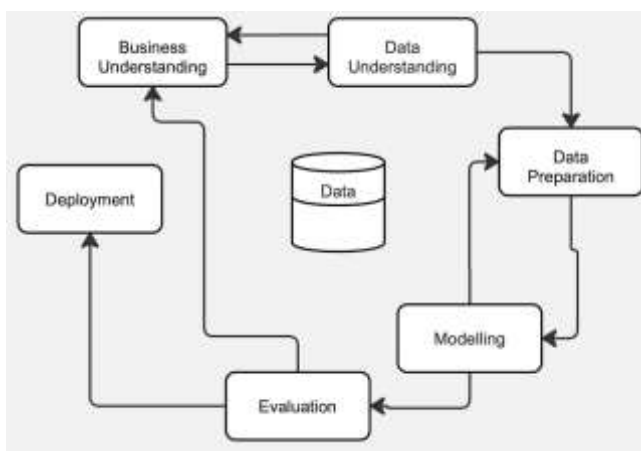 Business
Understanding
Data
Understanding
Data
Preparation
Data
Deployment
Modelling
Evaluation